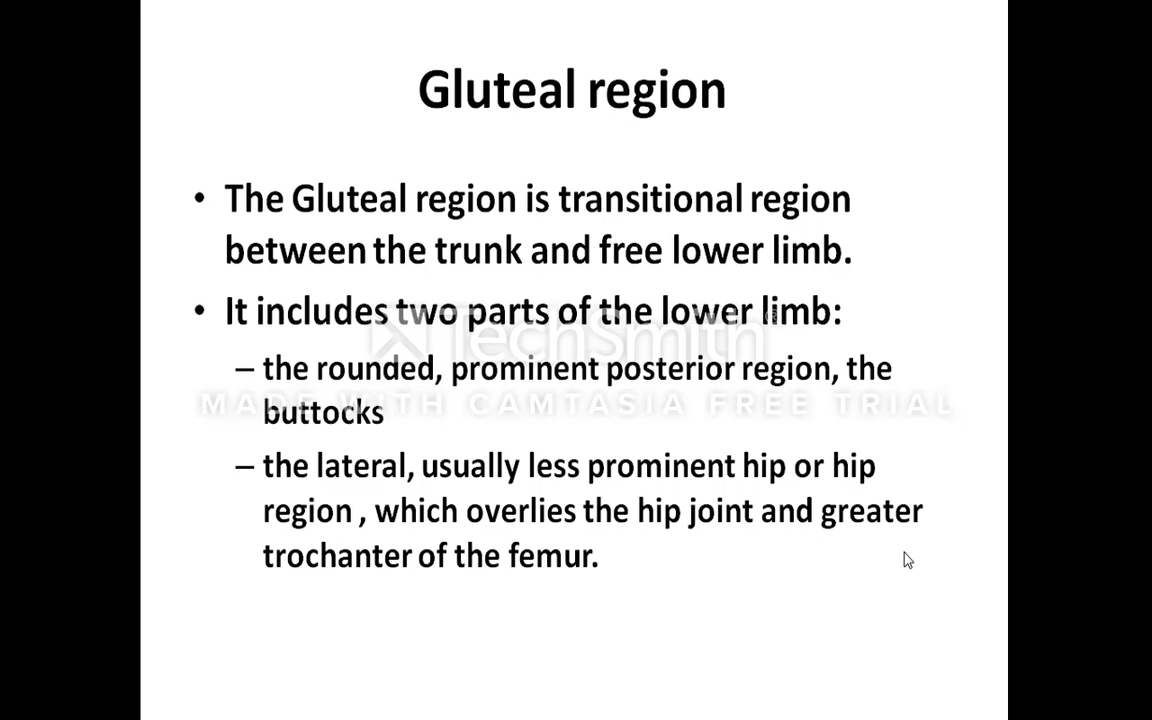 Gluteal region
• The Gluteal region is transitional region
between the trunk and free lower limb.
• It includes two parts of the lower limb:
– the rounded, prominent posterior region, the
buttocks
– the lateral, usually less prominent hip or hip
region , which overlies the hip joint and greater
trochanter of the femur.
TechSmith®
MADE WITH CAMTASIA FREE TRIAL